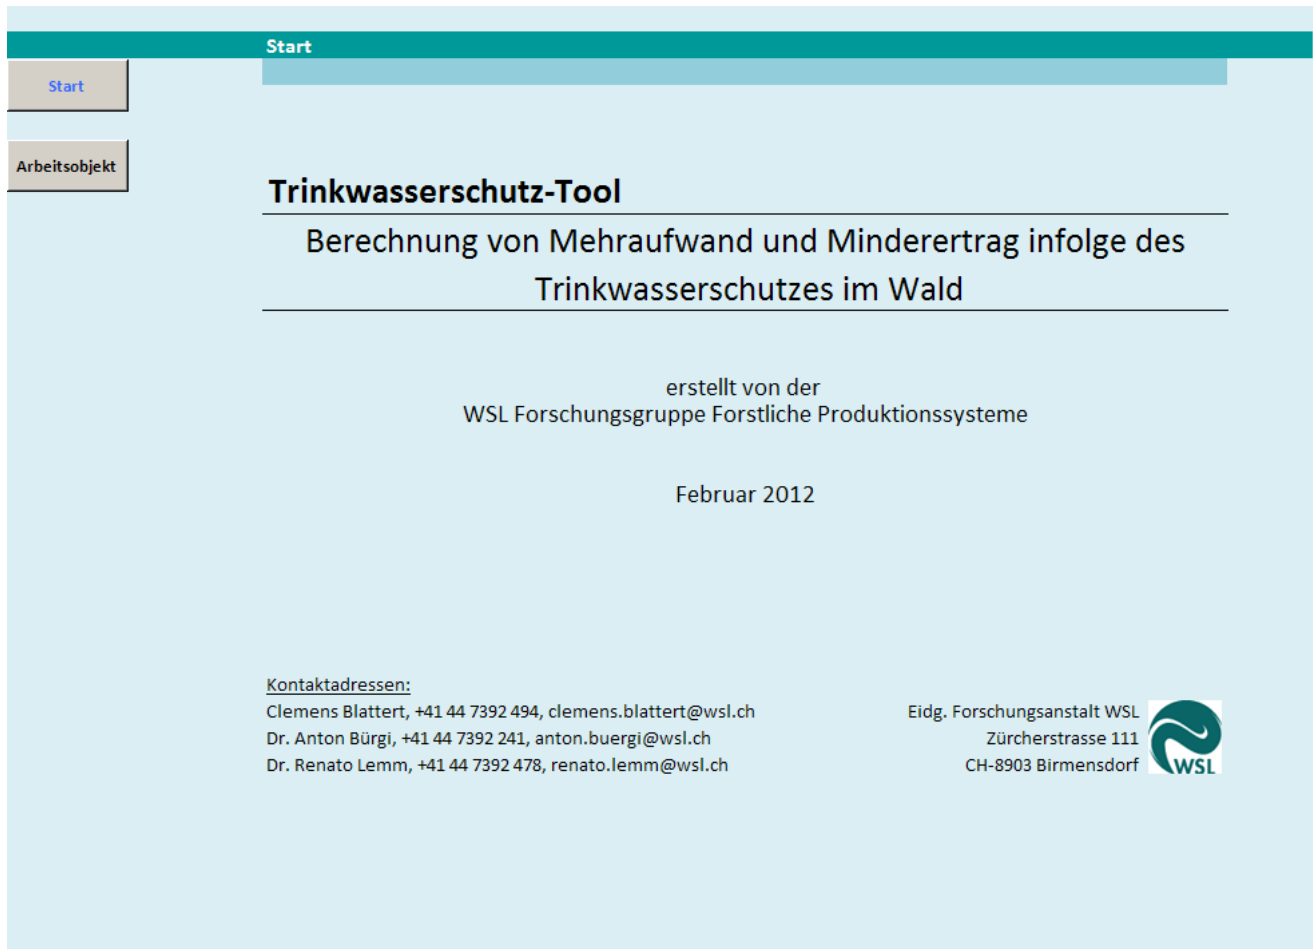 Start
Start
Arbeitsobjekt
Trinkwasserschutz-Tool
Berechnung von Mehraufwand und Minderertrag infolge des
Trinkwasserschutzes im Wald
erstellt von der
WSL Forschungsgruppe Forstliche Produktionssysteme
Februar 2012
Kontaktadressen:
Clemens Blattert, +41 44 7392 494, clemens.blattert@wsl.ch
Dr. Anton Bürgi, +41 44 7392 241, anton.buergi@wsl.ch
Dr. Renato Lemm, +41 44 7392 478, renato.lemm@wsl.ch
Eidg. Forschungsanstalt WSL
Zürcherstrasse 111
CH-8903 Birmensdorf
WSL